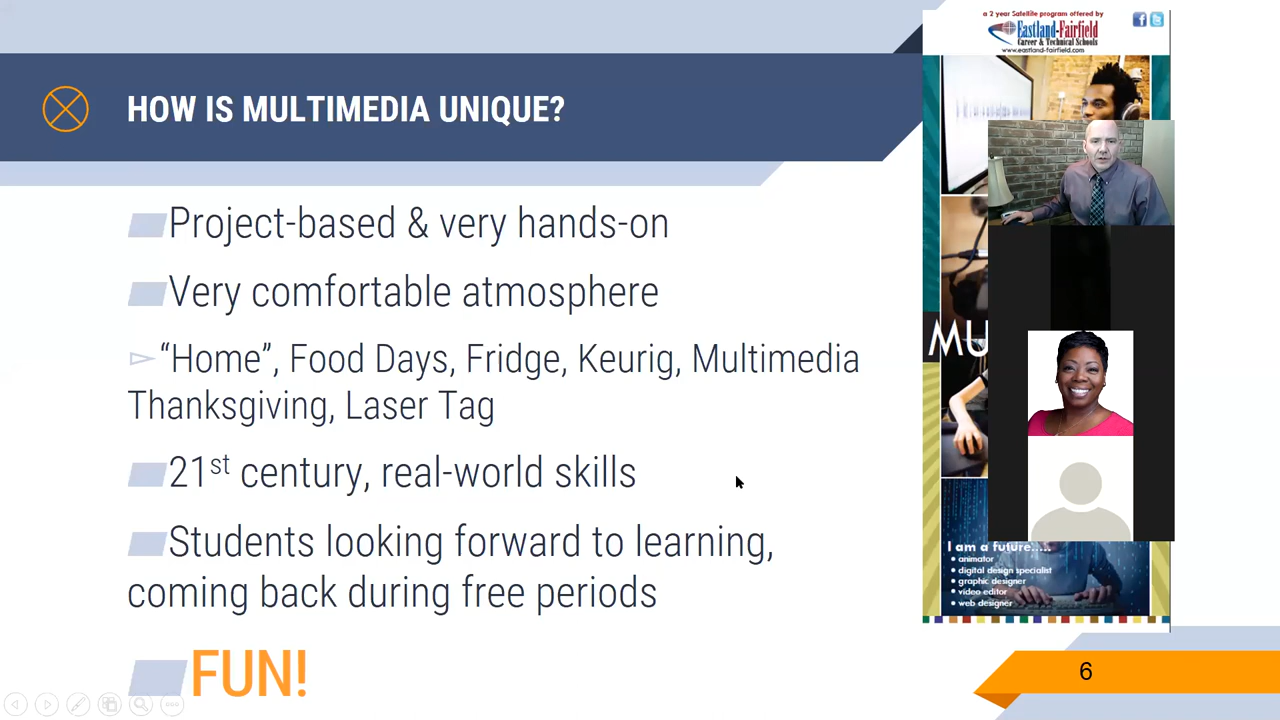 a 2 year Satellite program offered by
Eastland-Fairfield
Career & Technical Schools
www.eastland-fairfield.com
HOW IS MULTIMEDIA UNIQUE?
Project-based & very hands-on
Very comfortable atmosphere
“Home”, Food Days, Fridge, Keurig, Multimedia
Thanksgiving, Laser Tag
21st century, real-world skills
Students looking forward to learning,
coming back during free periods
FUN!
MU
I am a future.....
• animator
• digital design specialist
• graphic designer
• video editor
• web designer
6